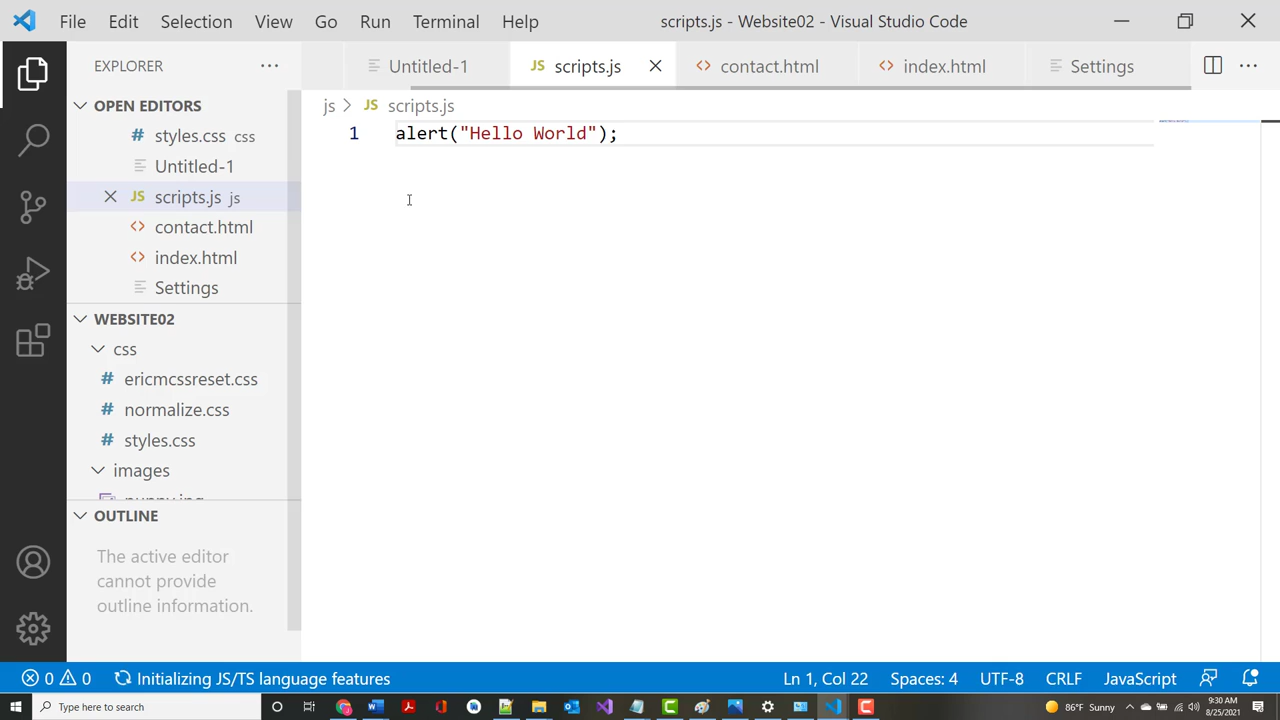 File Edit Selection View Go Run Terminal Help scripts.js - Website02 - Visual Studio Code
EXPLORER
Untitled-1 JS scripts.js contact.html index.html Settings
OPEN EDITORS
styles.css css
Untitled-1
JS scripts.js js
contact.html
index.html
Settings
WEBSITE02
css
ericmcssreset.css
normalize.css
styles.css
images
OUTLINE
The active editor
cannot provide
outline information.
js > JS scripts.js
1 alert("Hello World");
0 0 Initializing JS/TS language features Ln 1, Col 22 Spaces: 4 UTF-8 CRLF JavaScript
Type here to search 86°F Sunny 9:30 AM
8/25/2021